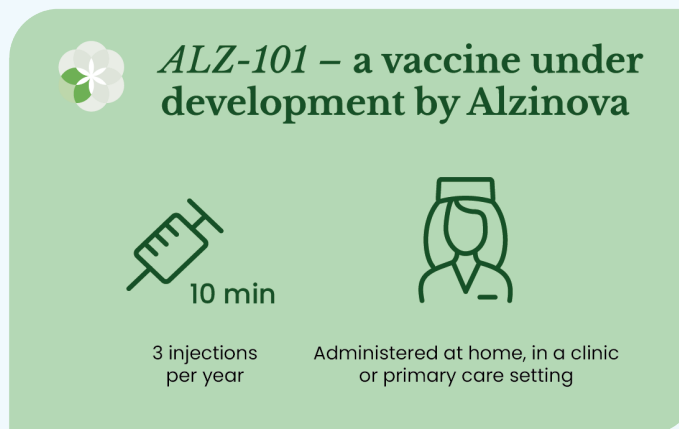 ALZ-101 – a vaccine under
development by Alzinova
10 min
3 injections
per year
Administered at home, in a clinic
or primary care setting